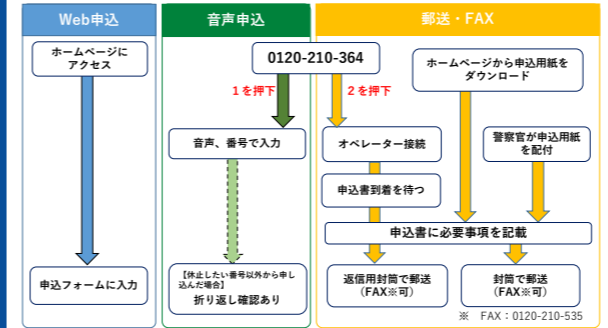 Web申込
音声申込
郵送・FAX
ホームページに
アクセス
0120-210-364
ホームページから申込用紙を
ダウンロード
1を押下
2を押下
音声、番号で入力
オペレーター接続
警察官が申込用紙
を配付
申込書到着を待つ
申込書に必要事項を記載
申込フォームに入力
【休止したい番号以外から申し
込んだ場合】
折り返し確認あり
返信用封筒で郵送
(FAX※可)
封筒で郵送
(FAX※可)
※ FAX:0120-210-535